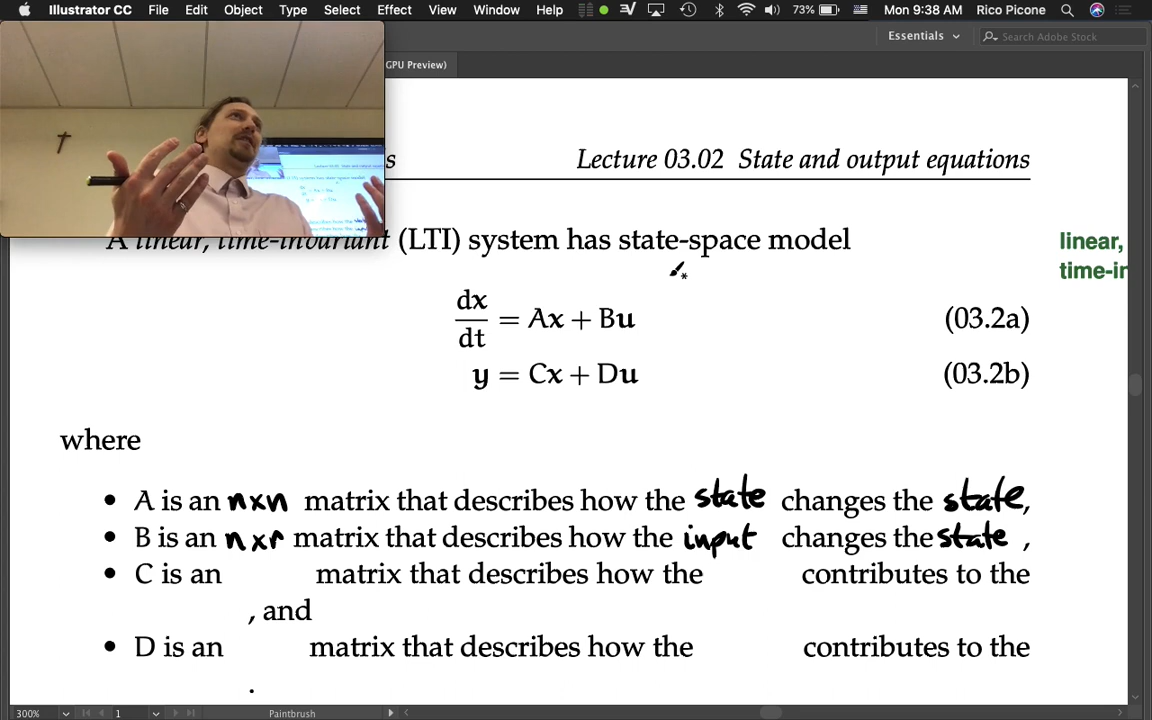 Illustrator CC File Edit Object Type Select Effect View Window Help 73% Mon 9:38 AM Rico Picone
Essentials Search Adobe Stock
GPU Preview)
s Lecture 03.02 State and output equations
A linear, time-invariant (LTI) system has state-space model
linear,
time-in
dx/dt = Ax + Bu (03.2a)
y = Cx + Du (03.2b)
where
• A is an nxn matrix that describes how the state changes the state,
• B is an nxr matrix that describes how the input changes the state ,
• C is an matrix that describes how the contributes to the
, and
• D is an matrix that describes how the contributes to the
.
300% 1 Paintbrush